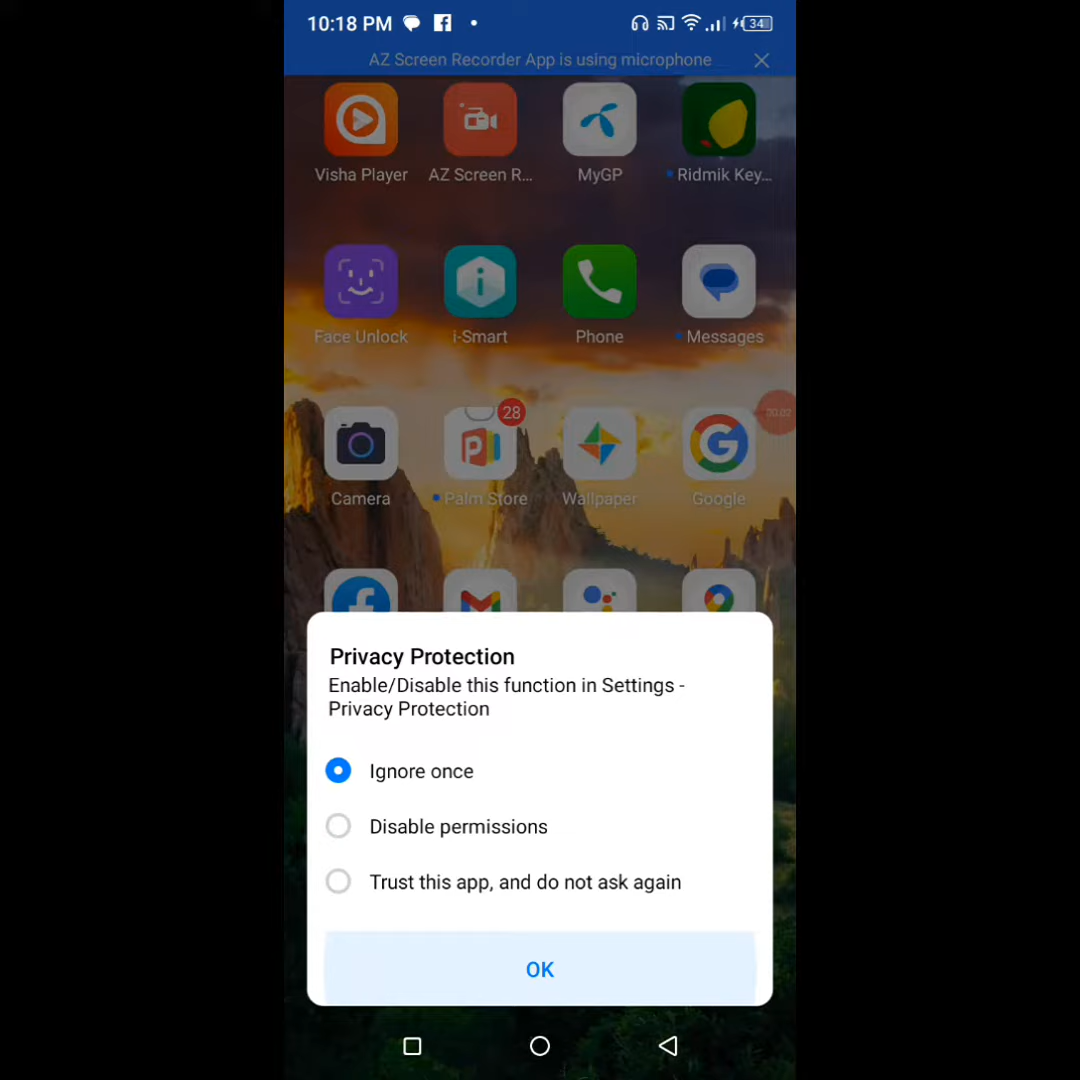 10:18 PM
34
AZ Screen Recorder App is using microphone
Visha Player
AZ Screen R...
MyGP
Ridmik Key...
Face Unlock
i-Smart
Phone
Messages
28
00:02
Camera
Palm Store
Wallpaper
Google
Privacy Protection
Enable/Disable this function in Settings -
Privacy Protection
Ignore once
Disable permissions
Trust this app, and do not ask again
OK